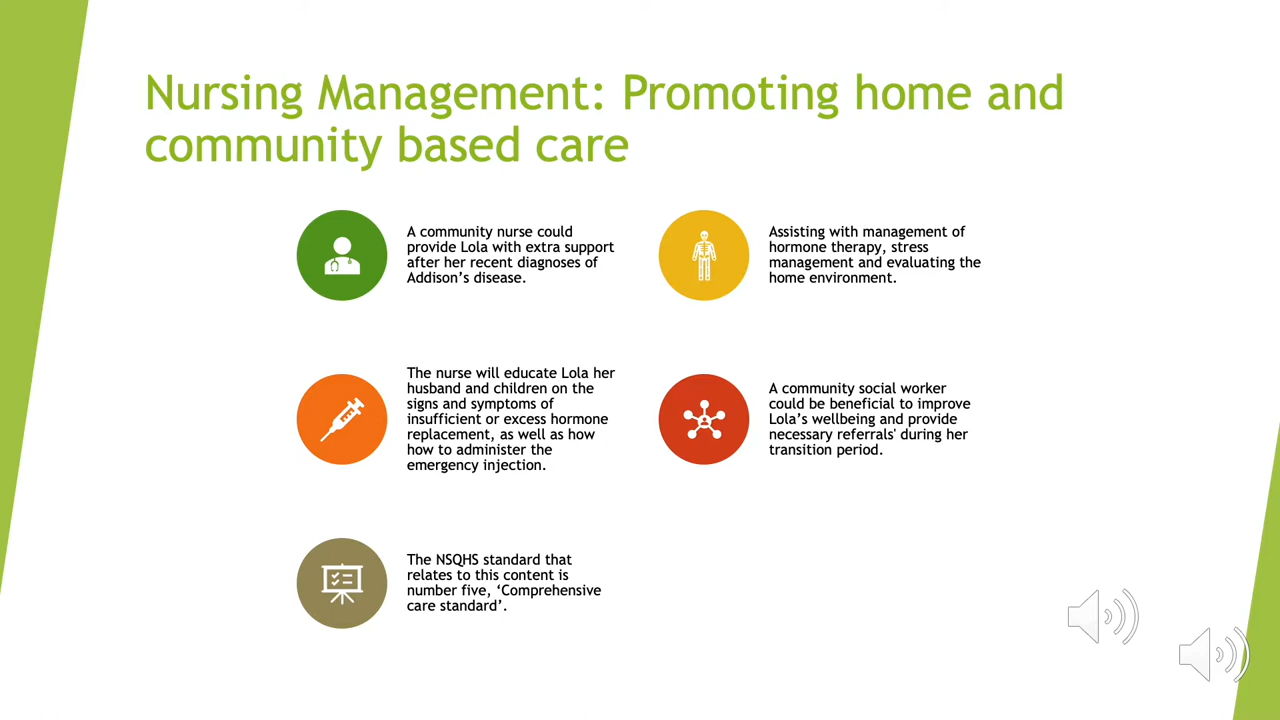 Nursing Management: Promoting home and
community based care
A community nurse could
provide Lola with extra support
after her recent diagnoses of
Addison’s disease.
Assisting with management of
hormone therapy, stress
management and evaluating the
home environment.
The nurse will educate Lola her
husband and children on the
signs and symptoms of
insufficient or excess hormone
replacement, as well as how
how to administer the
emergency injection.
A community social worker
could be beneficial to improve
Lola’s wellbeing and provide
necessary referrals' during her
transition period.
The NSQHS standard that
relates to this content is
number five, ‘Comprehensive
care standard’.